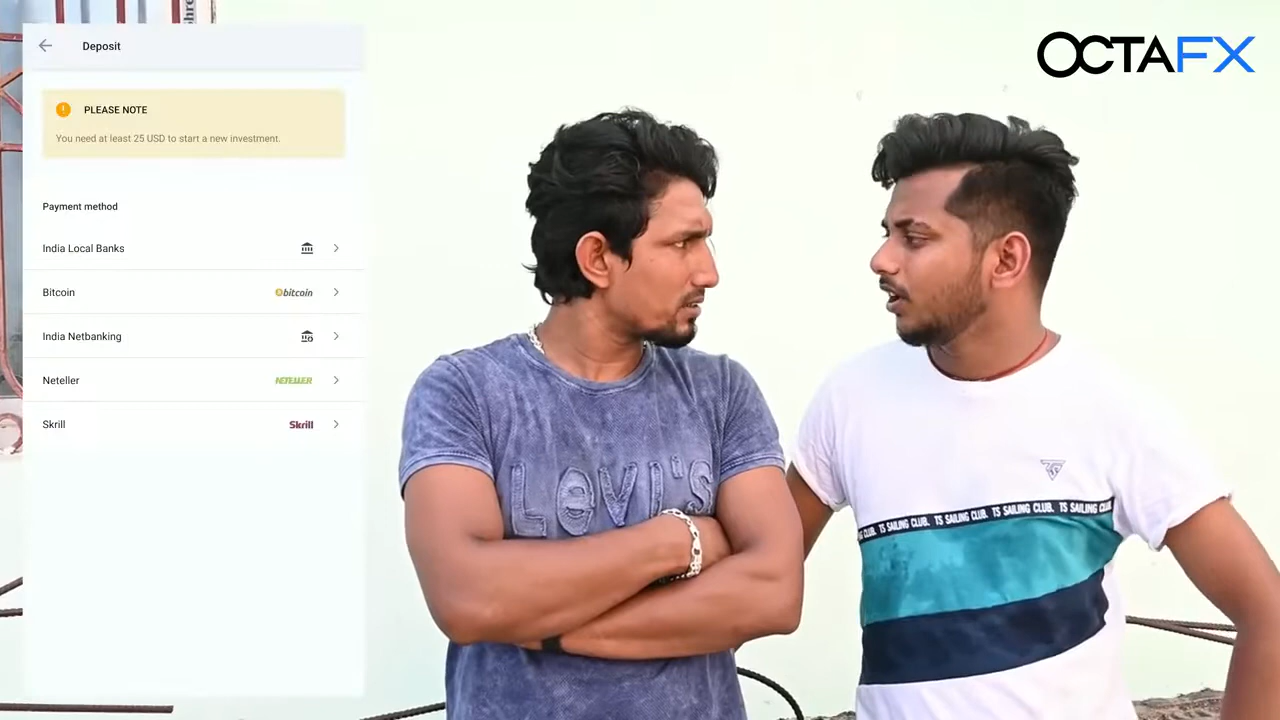 Deposit
PLEASE NOTE
You need at least 25 USD to start a new investment.
Payment method
India Local Banks
Bitcoin
bitcoin
India Netbanking
Neteller
NETELLER
Skrill
Skrill
OCTAFX
LEVI'S
CLUB. TS SAILING CLUB. TS SAILING CLUB. TS SAILING CLUB.